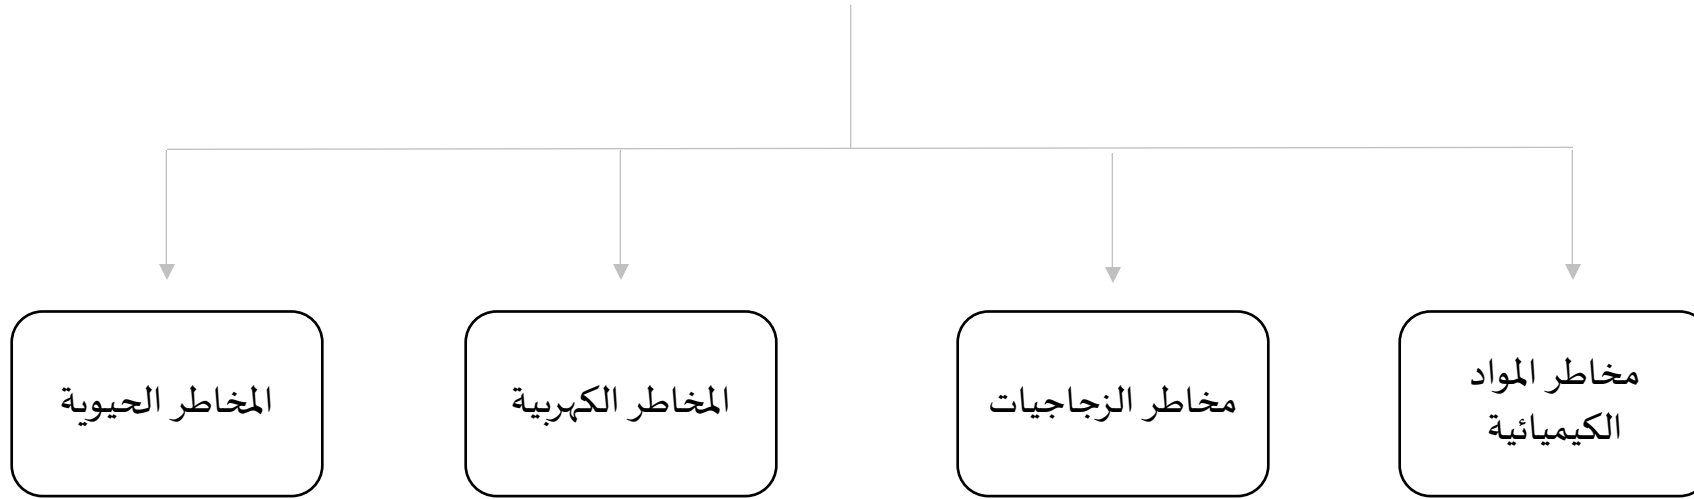 مخاطر المواد
الكيميائية
مخاطر الزجاجيات
المخاطر الكهربية
المخاطر الحيوية